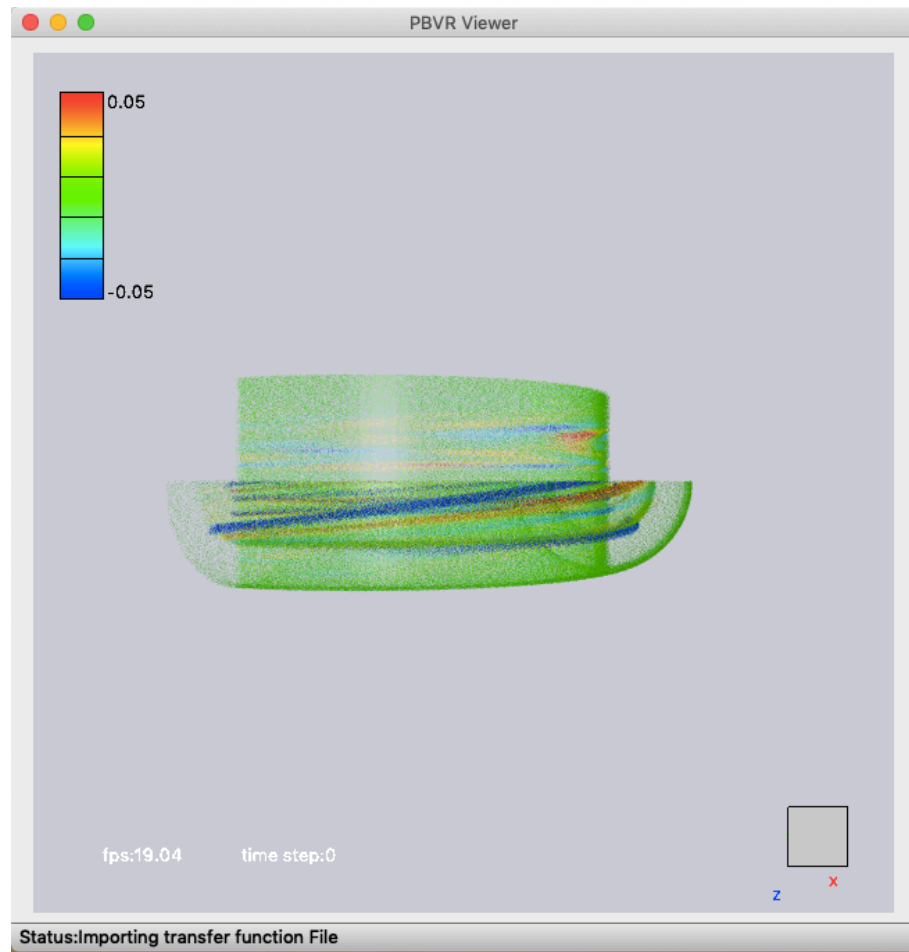 PBVR Viewer
0.05
-0.05
fps:19.04 time step:0
X
Z
Status:Importing transfer function File